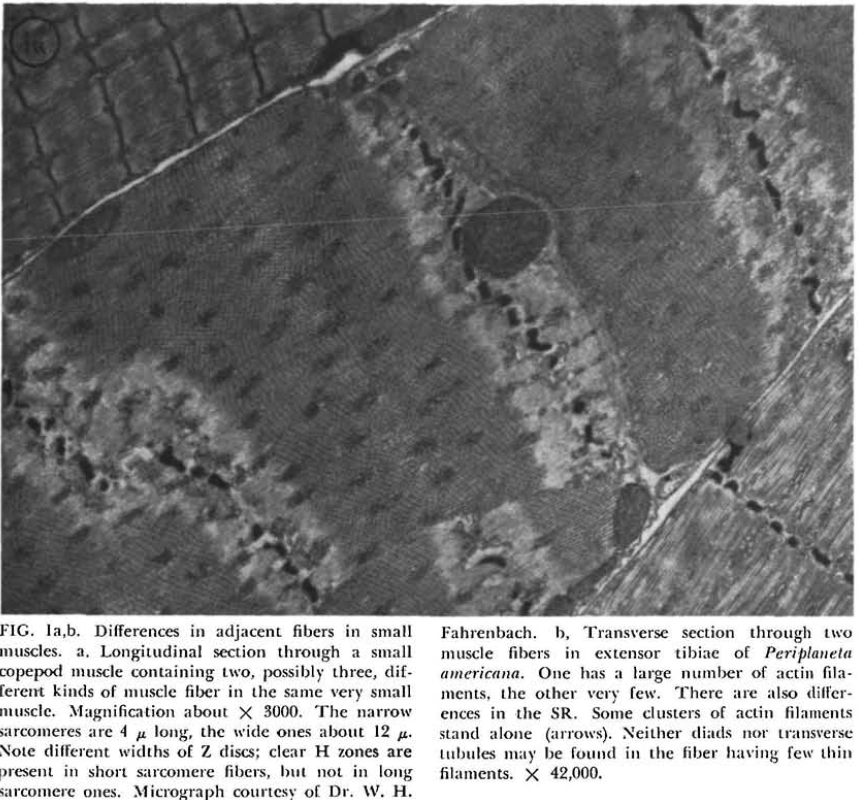 1a
FIG. 1a,b. Differences in adjacent fibers in small
muscles. a, Longitudinal section through a small
copepod muscle containing two, possibly three, dif-
ferent kinds of muscle fiber in the same very small
muscle. Magnification about × 3000. The narrow
sarcomeres are 4 μ long, the wide ones about 12 μ.
Note different widths of Z discs; clear H zones are
present in short sarcomere fibers, but not in long
sarcomere ones. Micrograph courtesy of Dr. W. H.
Fahrenbach. b, Transverse section through two
muscle fibers in extensor tibiae of Periplaneta
americana. One has a large number of actin fila-
ments, the other very few. There are also differ-
ences in the SR. Some clusters of actin filaments
stand alone (arrows). Neither diads nor transverse
tubules may be found in the fiber having few thin
filaments. × 42,000.